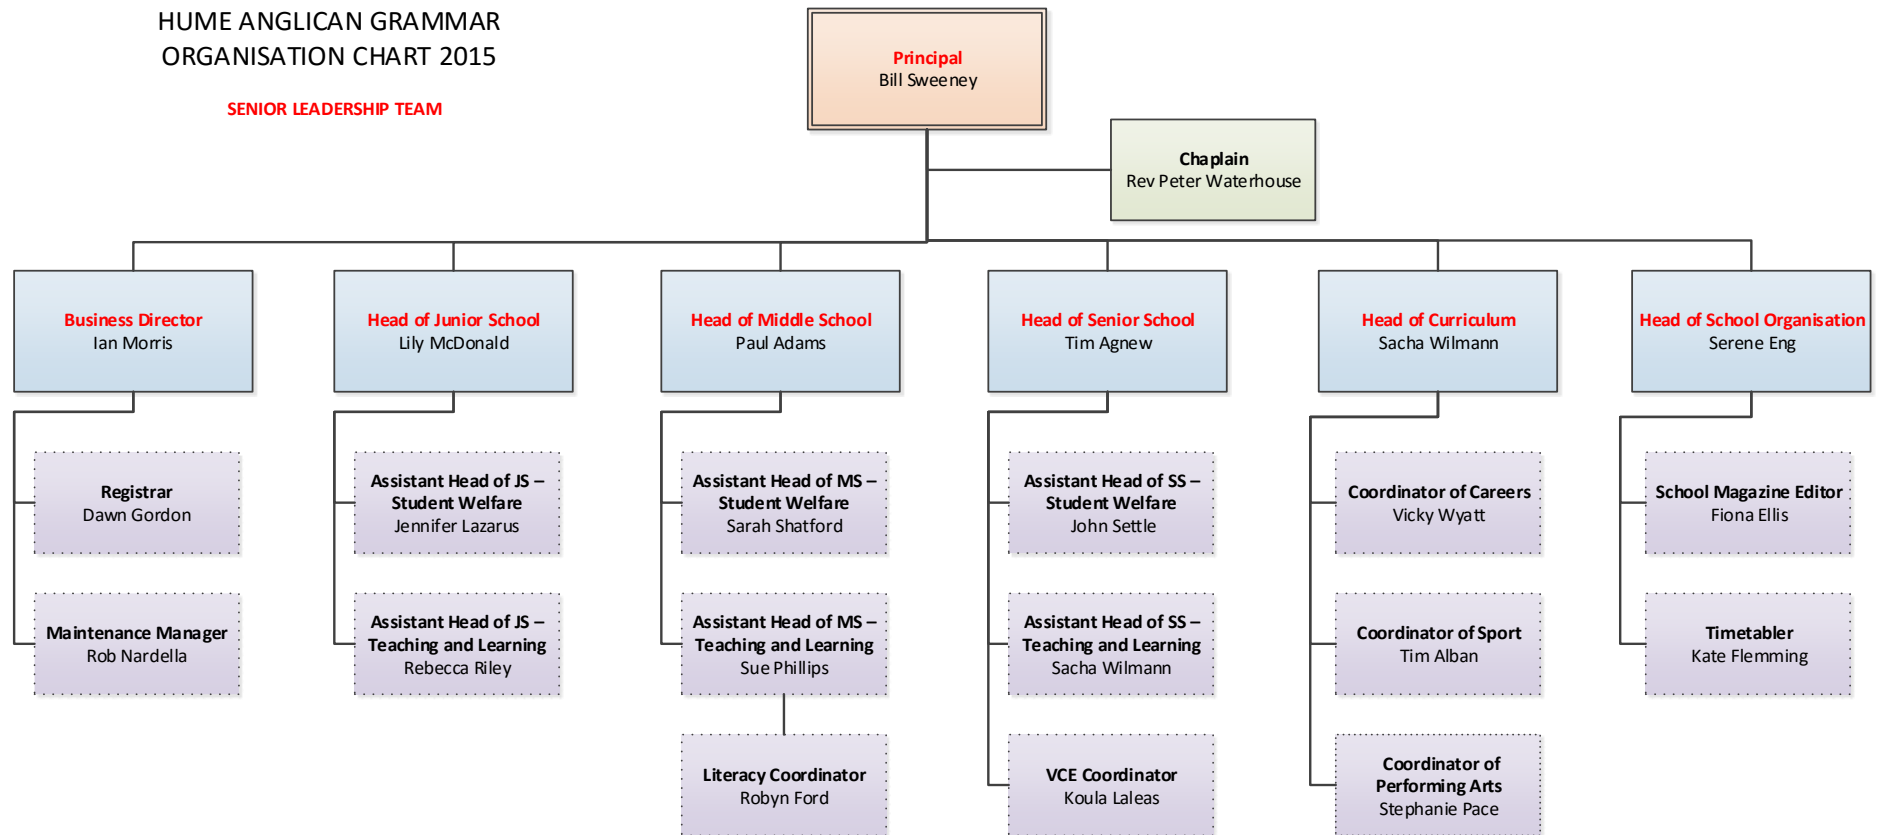 HUME ANGLICAN GRAMMAR
ORGANISATION CHART 2015
SENIOR LEADERSHIP TEAM
Principal
Bill Sweeney
Chaplain
Rev Peter Waterhouse
Business Director
Ian Morris
Head of Junior School
Lily McDonald
Head of Middle School
Paul Adams
Head of Senior School
Tim Agnew
Head of Curriculum
Sacha Wilmann
Head of School Organisation
Serene Eng
Registrar
Dawn Gordon
Assistant Head of JS –
Student Welfare
Jennifer Lazarus
Assistant Head of MS –
Student Welfare
Sarah Shatford
Assistant Head of SS –
Student Welfare
John Settle
Coordinator of Careers
Vicky Wyatt
School Magazine Editor
Fiona Ellis
Maintenance Manager
Rob Nardella
Assistant Head of JS –
Teaching and Learning
Rebecca Riley
Assistant Head of MS –
Teaching and Learning
Sue Phillips
Assistant Head of SS –
Teaching and Learning
Sacha Wilmann
Coordinator of Sport
Tim Alban
Timetabler
Kate Flemming
Literacy Coordinator
Robyn Ford
VCE Coordinator
Koula Laleas
Coordinator of
Performing Arts
Stephanie Pace